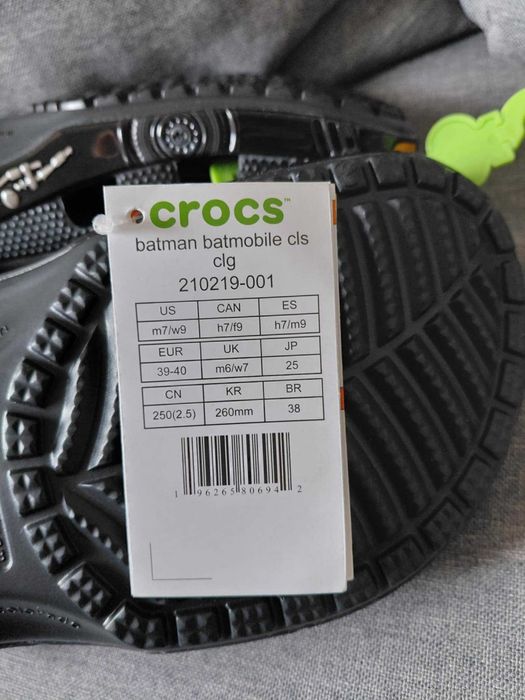 crocs™
batman batmobile cls
clg
210219-001
US CAN ES
m7/w9 h7/f9 h7/m9
EUR UK JP
39-40 m6/w7 25
CN KR BR
250(2.5) 260mm 38
1 96265 80694 2